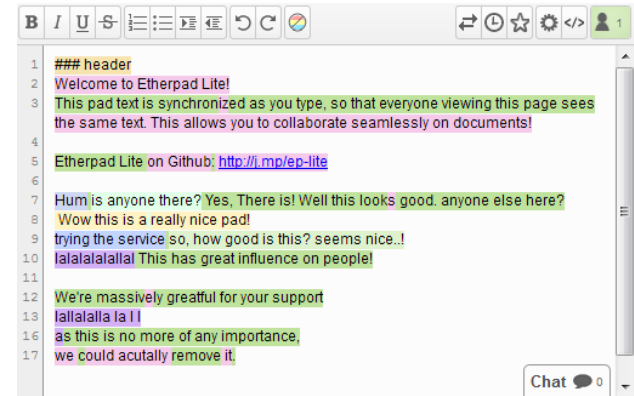 B I U S 1
1 ### header
2 Welcome to Etherpad Lite!
3 This pad text is synchronized as you type, so that everyone viewing this page sees
the same text. This allows you to collaborate seamlessly on documents!
4
5 Etherpad Lite on Github: http://j.mp/ep-lite
6
7 Hum is anyone there? Yes, There is! Well this looks good. anyone else here?
8 Wow this is a really nice pad!
9 trying the service so, how good is this? seems nice..!
10 lalalalalallal This has great influence on people!
11
12 We're massively greatful for your support
13 lallalalla la l l
16 as this is no more of any importance,
17 we could acutally remove it.
Chat 0